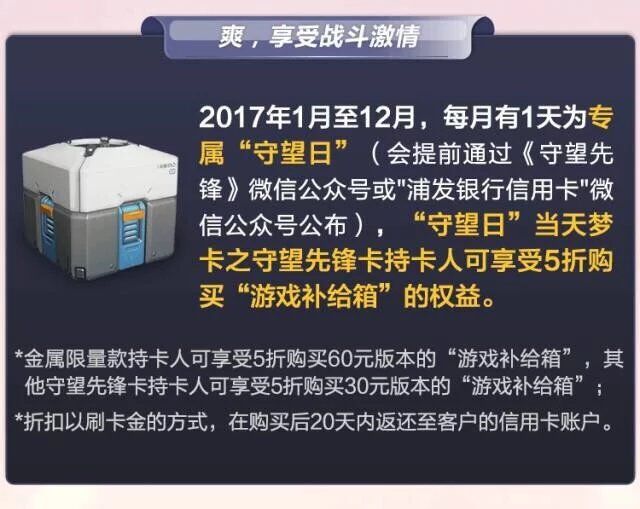 爽，享受战斗激情
2017年1月至12月，每月有1天为专
属“守望日”（会提前通过《守望先
锋》微信公众号或"浦发银行信用卡"微
信公众号公布），“守望日”当天梦
卡之守望先锋卡持卡人可享受5折购
买“游戏补给箱”的权益。
*金属限量款持卡人可享受5折购买60元版本的“游戏补给箱”，其
他守望先锋卡持卡人可享受5折购买30元版本的“游戏补给箱”；
*折扣以刷卡金的方式，在购买后20天内返还至客户的信用卡账户。